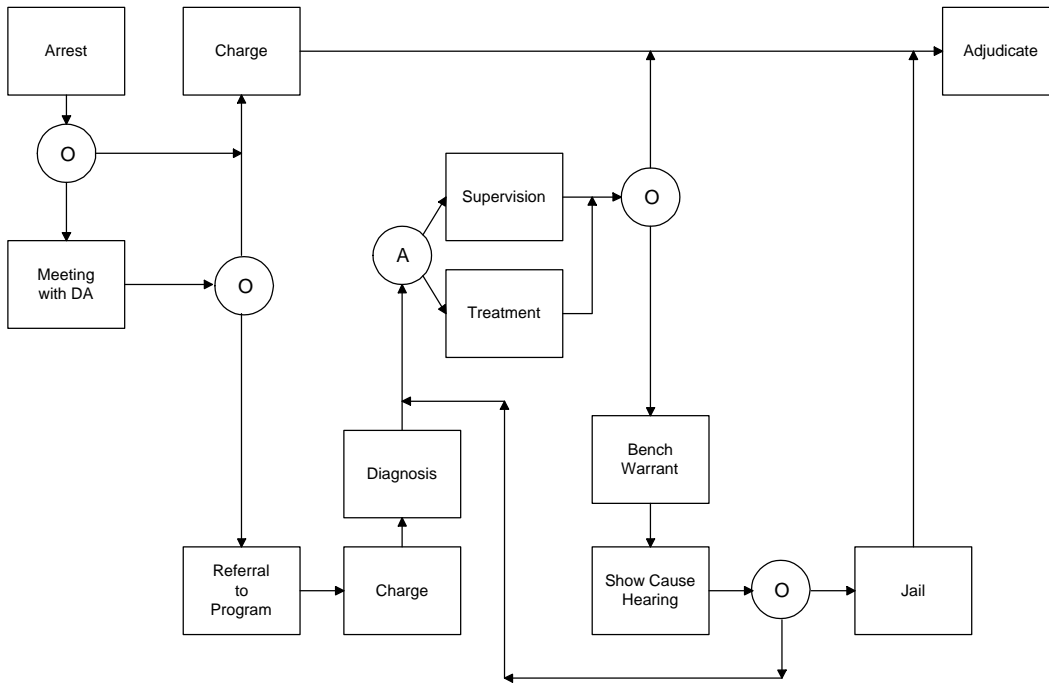 Arrest
Charge
Adjudicate
O
Supervision
O
A
Meeting
with DA
O
Treatment
Bench
Warrant
Diagnosis
Referral
to
Program
Charge
Show Cause
Hearing
O
Jail